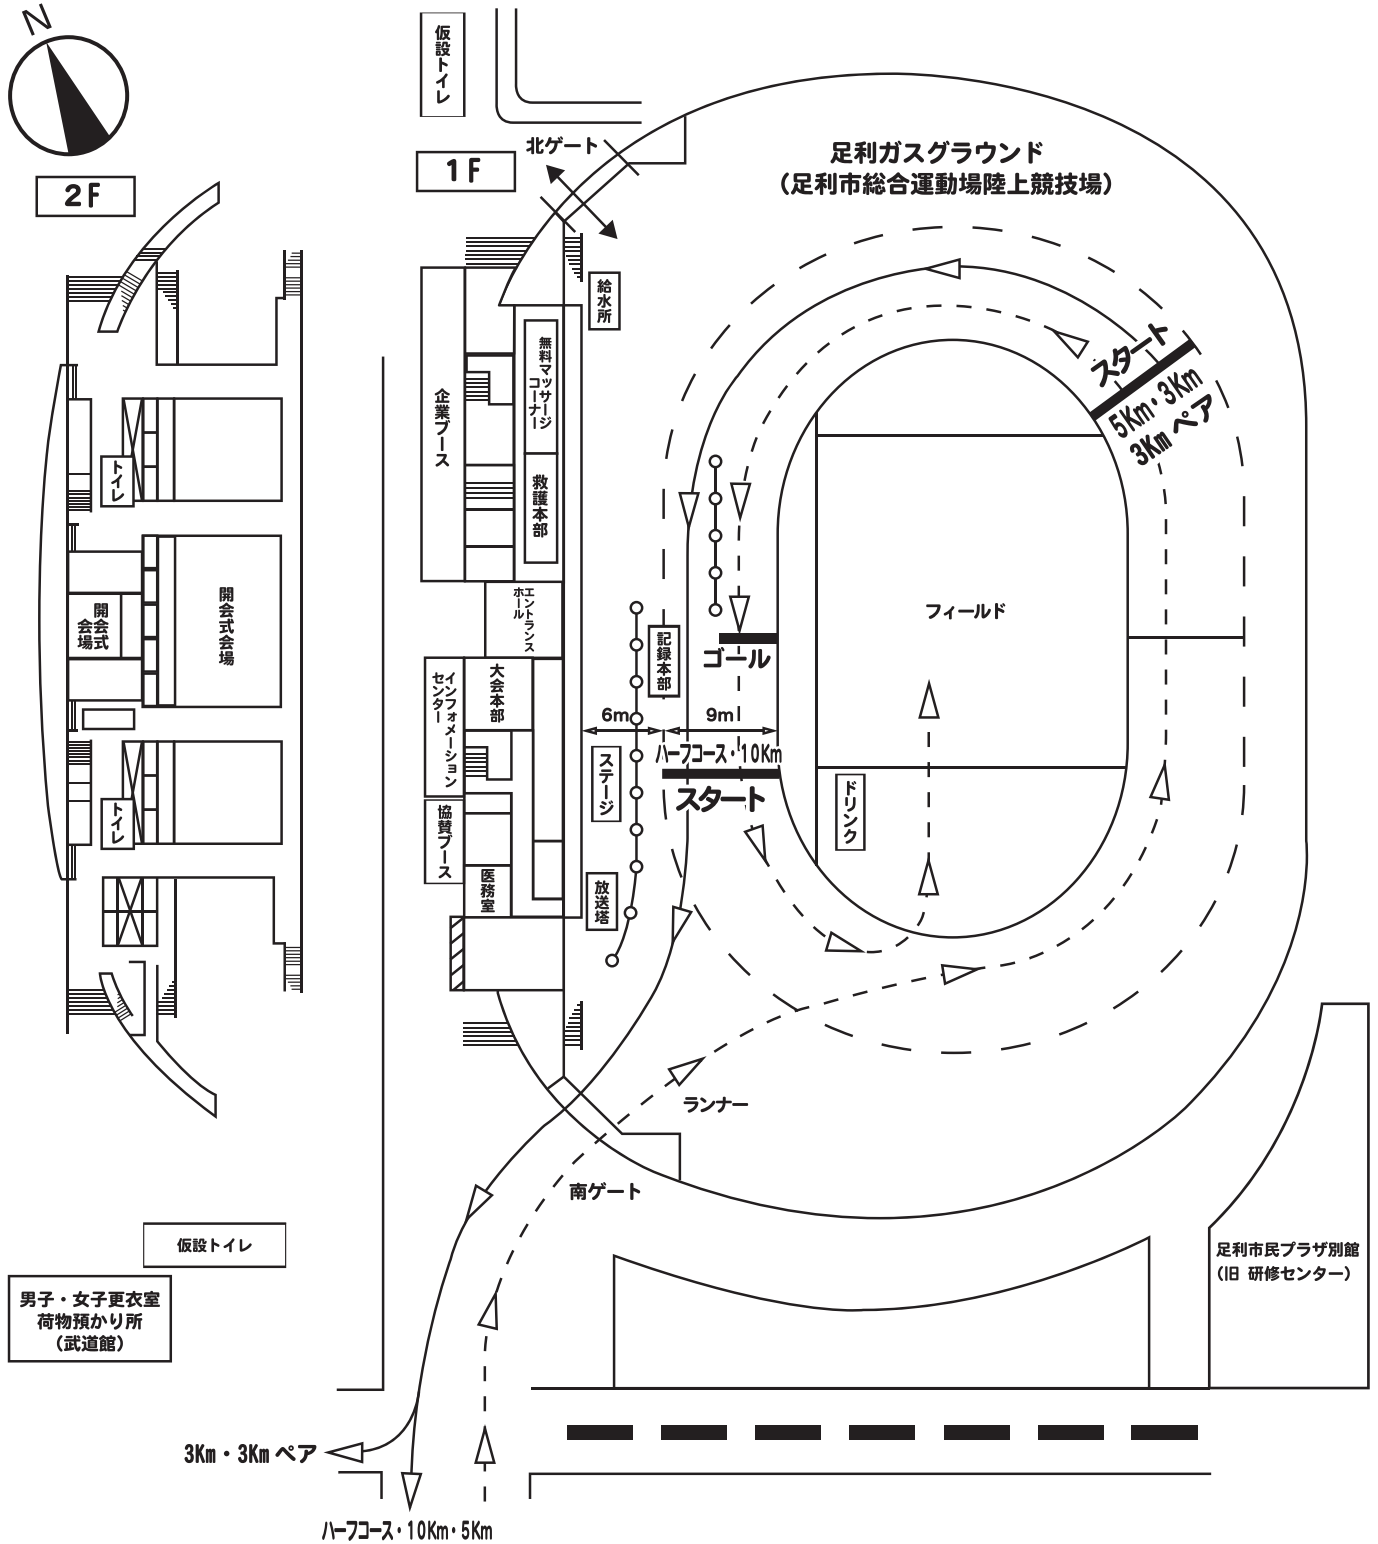 N
仮設トイレ
北ゲート
1F
2F
足利ガスグラウンド
（足利市総合運動場陸上競技場）
給水所
無料マッサージ
コーナー
企業ブース
救護本部
スタート
5Km・3Km
3Km ペア
トイレ
開会式
会場
開会式会場
エントランス
ホール
フィールド
記録本部
ゴール
大会本部
インフォメーション
センター
6m
9m
ハーフコース・10Km
スタート
ステージ
ドリンク
トイレ
協賛ブース
医務室
放送塔
ランナー
南ゲート
仮設トイレ
男子・女子更衣室
荷物預かり所
（武道館）
足利市民プラザ別館
（旧 研修センター）
3Km・3Km ペア
ハーフコース・10Km・5Km